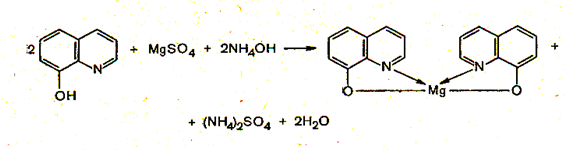 2 N OH + MgSO4 + 2NH4OH N N + O Mg O
+ (NH4)2SO4 + 2H2O